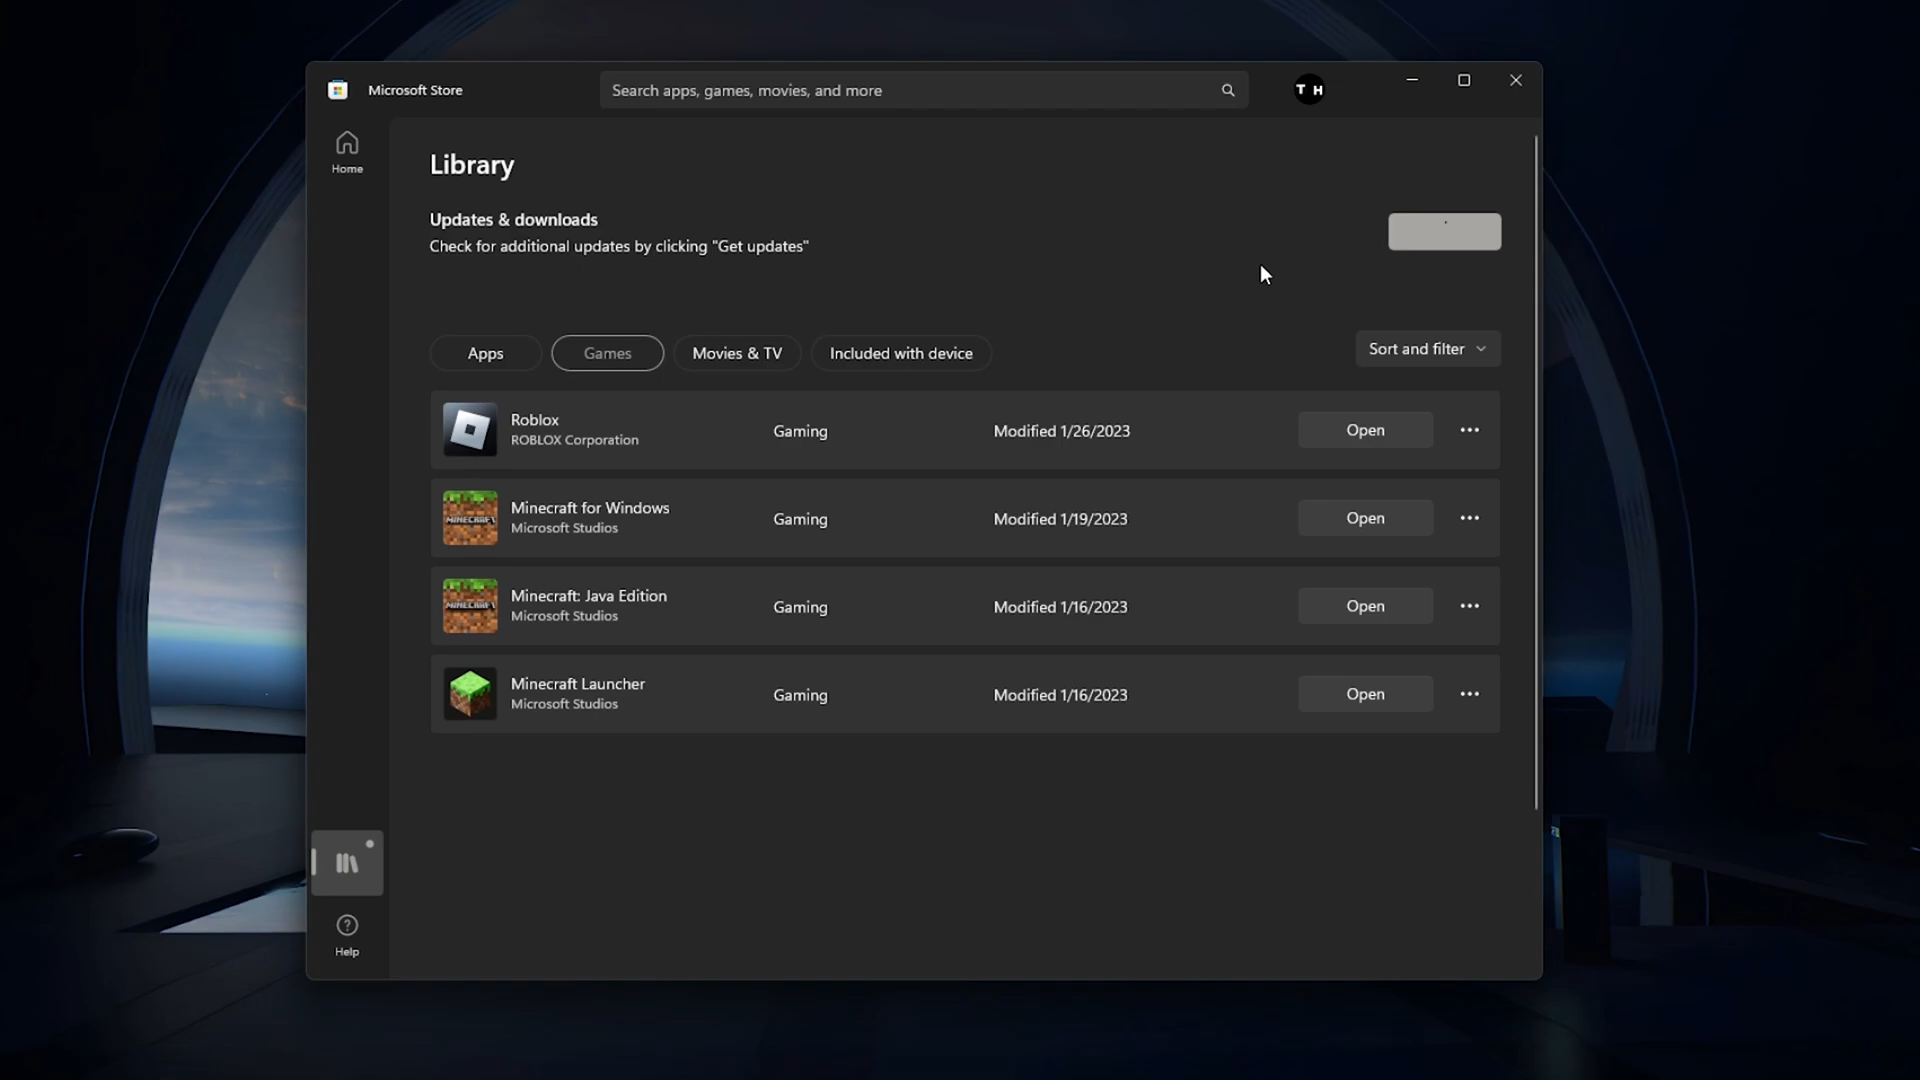 Microsoft Store
Search apps, games, movies, and more
T H
Home
Library
Updates & downloads
Check for additional updates by clicking "Get updates"
Apps
Games
Movies & TV
Included with device
Sort and filter
Roblox
ROBLOX Corporation
Gaming
Modified 1/26/2023
Open
MINECRAFT
Minecraft for Windows
Microsoft Studios
Gaming
Modified 1/19/2023
Open
MINECRAFT
Minecraft: Java Edition
Microsoft Studios
Gaming
Modified 1/16/2023
Open
Minecraft Launcher
Microsoft Studios
Gaming
Modified 1/16/2023
Open
Help